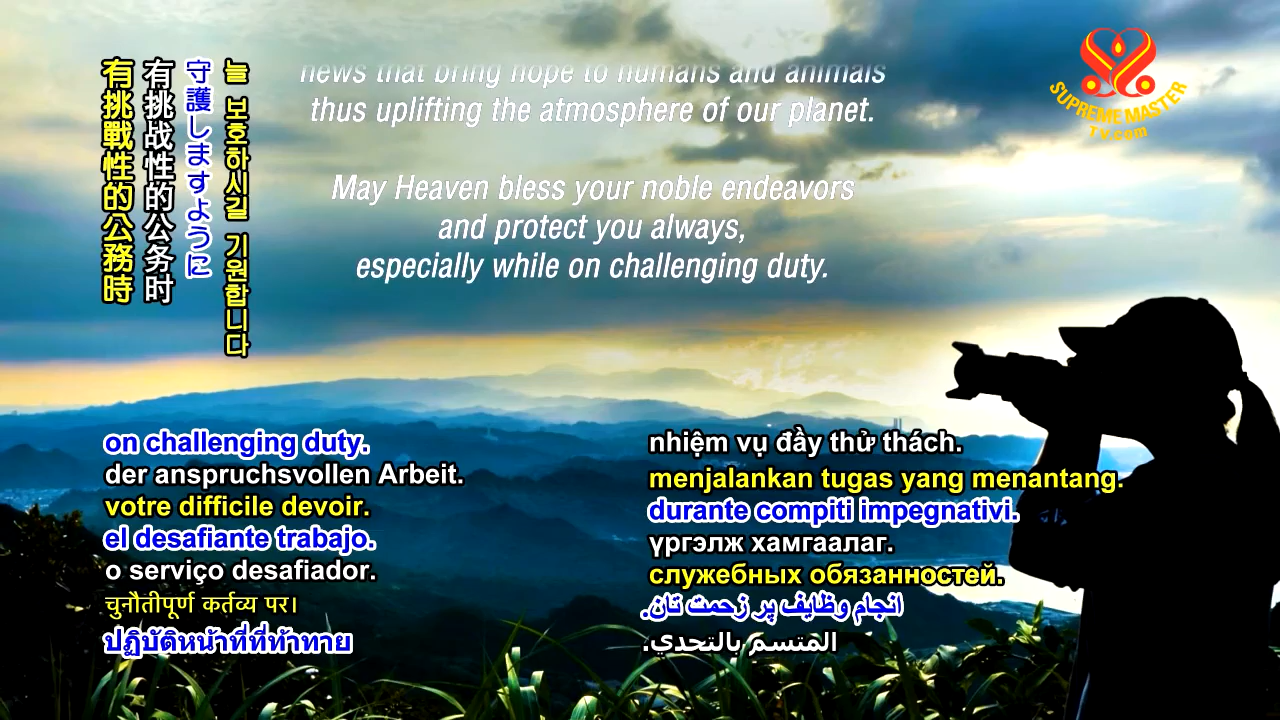 news that bring hope to humans and animals
thus uplifting the atmosphere of our planet.
May Heaven bless your noble endeavors
and protect you always,
especially while on challenging duty.
SUPREME MASTER
TV.com
有挑戰性的公務時
有挑战性的公务时
守護しますように
늘 보호하시길 기원합니다
on challenging duty.
der anspruchsvollen Arbeit.
votre difficile devoir.
el desafiante trabajo.
o serviço desafiador.
चुनौतीपूर्ण कर्तव्य पर।
ปฏิบัติหน้าที่ที่ท้าทาย
nhiệm vụ đầy thử thách.
menjalankan tugas yang menantang.
durante compiti impegnativi.
үргэлж хамгаалаг.
служебных обязанностей.
انجام وظایف پر زحمت تان.
المتسم بالتحدي.